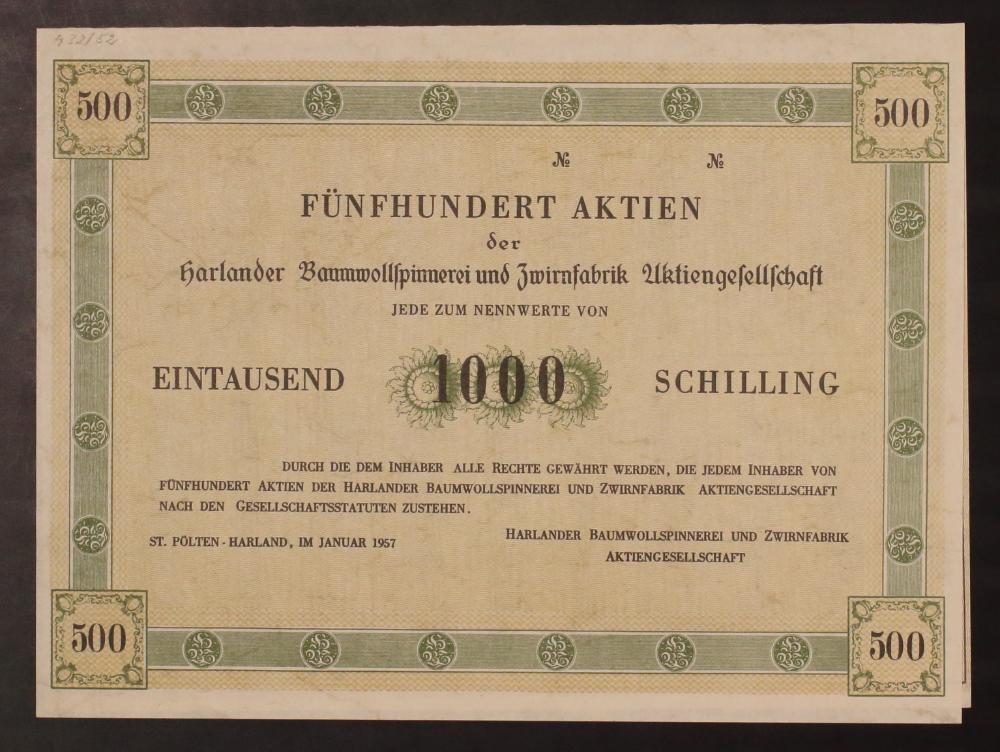 432/52
500
500
№ №
FÜNFHUNDERT AKTIEN
der
Harlander Baumwollspinnerei und Zwirnfabrik Aktiengesellschaft
JEDE ZUM NENNWERTE VON
EINTAUSEND 1000 SCHILLING
DURCH DIE DEM INHABER ALLE RECHTE GEWÄHRT WERDEN, DIE JEDEM INHABER VON
FÜNFHUNDERT AKTIEN DER HARLANDER BAUMWOLLSPINNEREI UND ZWIRNFABRIK AKTIENGESELLSCHAFT
NACH DEN GESELLSCHAFTSSTATUTEN ZUSTEHEN.
ST. PÖLTEN-HARLAND, IM JANUAR 1957
HARLANDER BAUMWOLLSPINNEREI UND ZWIRNFABRIK
AKTIENGESELLSCHAFT
500
500